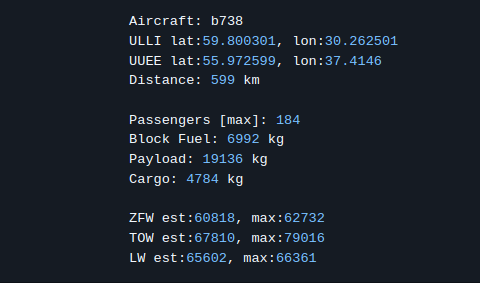 Aircraft: b738
ULLI lat:59.800301, lon:30.262501
UUEE lat:55.972599, lon:37.4146
Distance: 599 km
Passengers [max]: 184
Block Fuel: 6992 kg
Payload: 19136 kg
Cargo: 4784 kg
ZFW est:60818, max:62732
TOW est:67810, max:79016
LW est:65602, max:66361